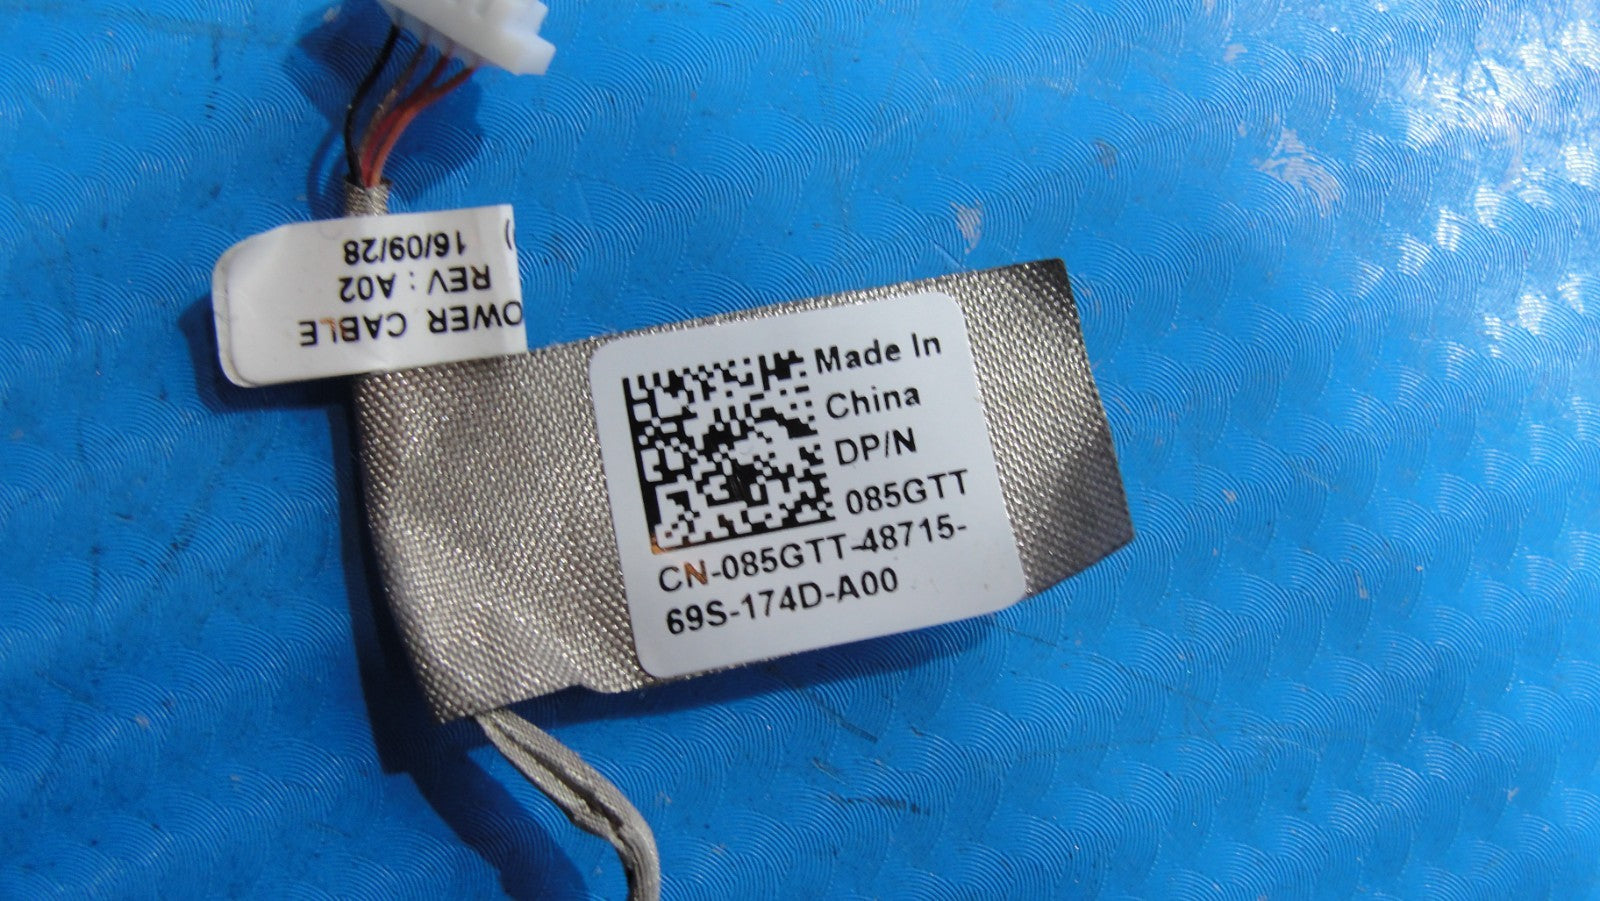 OWER CABLE
REV : A02
16/09/28
)
Made In
China
DP/N
085GTT
CN-085GTT-48715-
69S-174D-A00